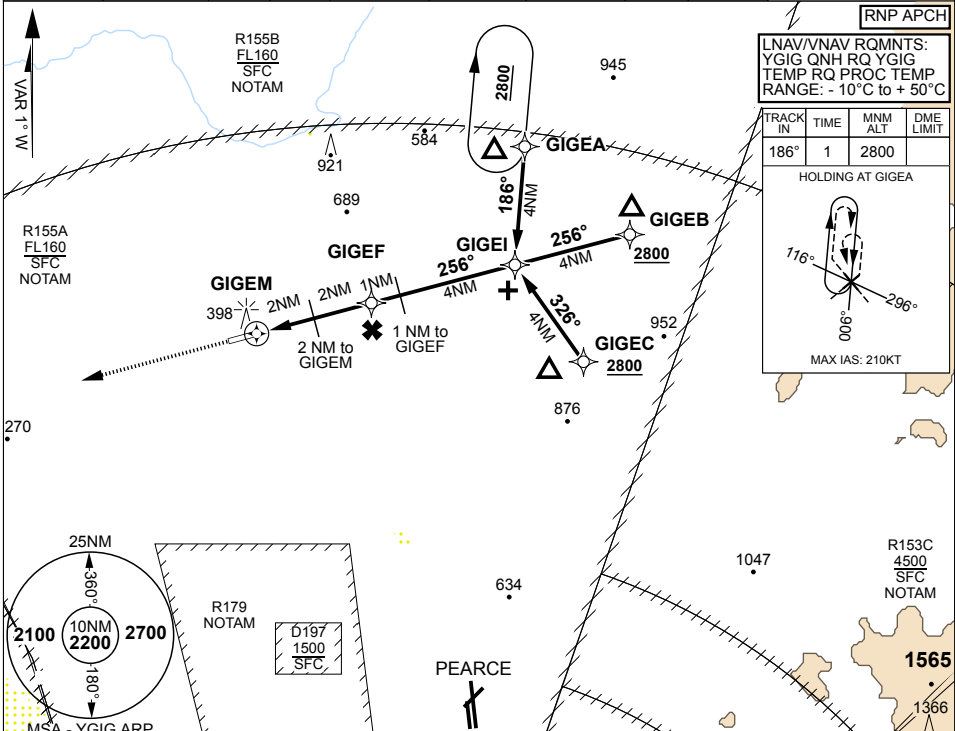 RNP APCH
LNAV/VNAV RQMNTS:
YGIG QNH RQ YGIG
TEMP RQ PROC TEMP
RANGE: - 10°C to + 50°C
TRACK IN
TIME
MNM ALT
DME LIMIT
186°
1
2800
HOLDING AT GIGEA
116°
296°
006°
MAX IAS: 210KT
VAR 1° W
R155B
FL160
SFC
NOTAM
2800
945
584
921
GIGEA
689
186°
4NM
R155A
FL160
SFC
NOTAM
GIGEB
2800
GIGEI
256°
4NM
GIGEF
256°
4NM
GIGEM
398
2NM
2NM
1NM
2 NM to
GIGEM
1 NM to
GIGEF
326°
4NM
952
GIGEC
2800
876
270
25NM
360°
10NM
2200
2100
2700
180°
MSA - YGIG ARP
R179
NOTAM
D197
1500
SFC
634
PEARCE
1047
R153C
4500
SFC
NOTAM
1565
1366